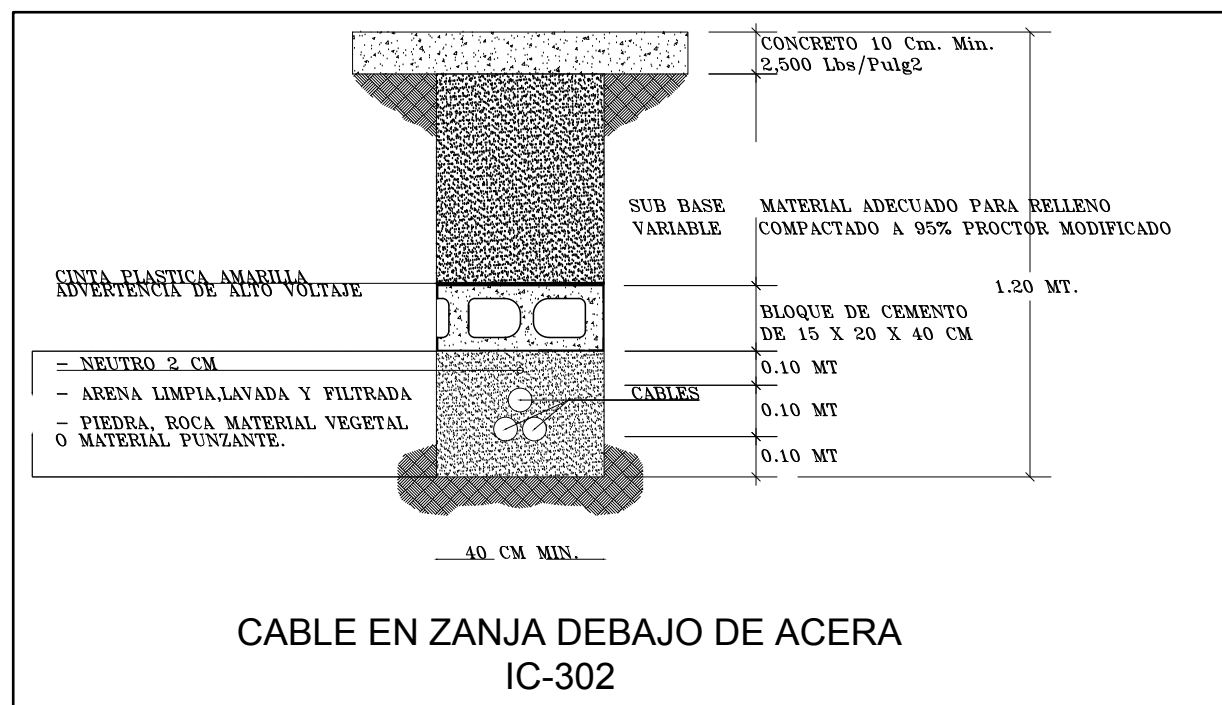 CONCRETO 10 Cm. Min.
2,500 Lbs/Pulg2
SUB BASE
VARIABLE
MATERIAL ADECUADO PARA RELLENO
COMPACTADO A 95% PROCTOR MODIFICADO
CINTA PLASTICA AMARILLA
ADVERTENCIA DE ALTO VOLTAJE
1.20 MT.
BLOQUE DE CEMENTO
DE 15 X 20 X 40 CM
– NEUTRO 2 CM
0.10 MT
– ARENA LIMPIA,LAVADA Y FILTRADA
CABLES
0.10 MT
– PIEDRA, ROCA MATERIAL VEGETAL
O MATERIAL PUNZANTE.
0.10 MT
40 CM MIN.
CABLE EN ZANJA DEBAJO DE ACERA
IC-302